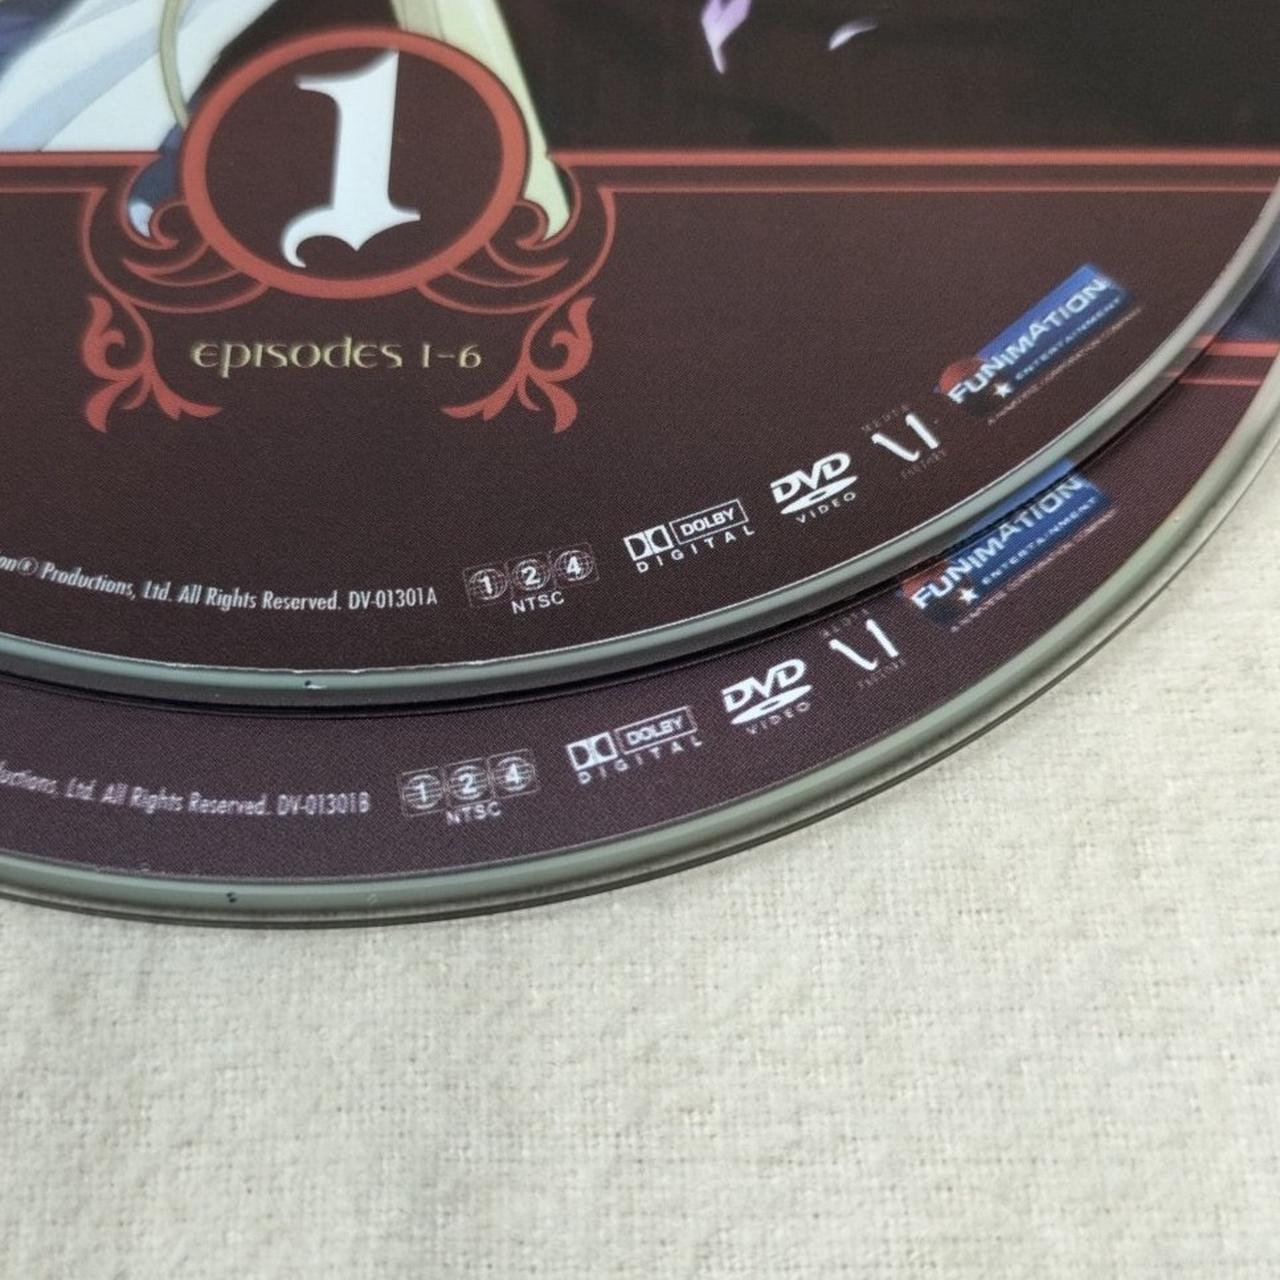 1
episodes 1-6
on® Productions, Ltd. All Rights Reserved. DV-01301A
1 2 4
NTSC
DOLBY
DIGITAL
DVD
VIDEO
FUNIMATION
ENTERTAINMENT
ductions, Ltd. All Rights Reserved. DV-01301B
1 2 4
NTSC
DOLBY
DIGITAL
DVD
VIDEO
FUNIMATION
ENTERTAINMENT